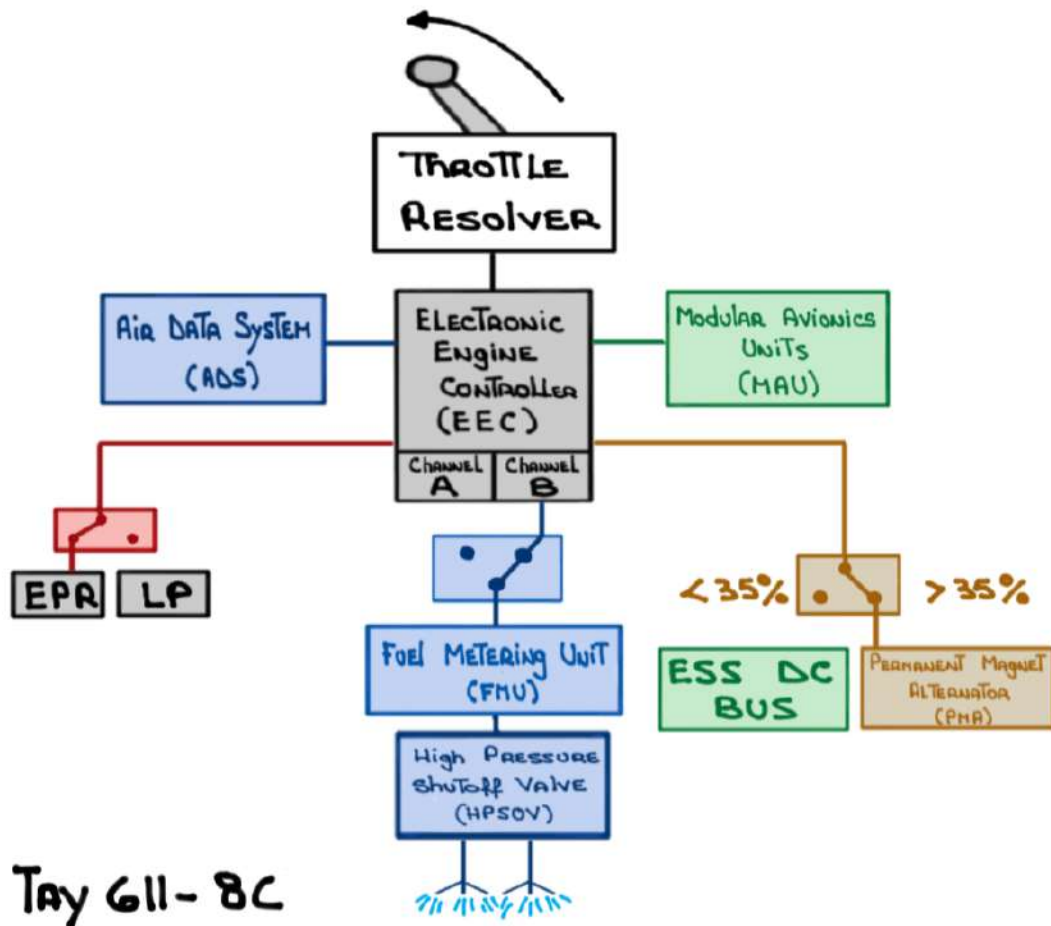 THROTTLE
RESOLVER
AIR DATA SYSTEM
(ADS)
ELECTRONIC
ENGINE
CONTROLLER
(EEC)
MODULAR AVIONICS
UNITS
(MAU)
CHANNEL
A
CHANNEL
B
EPR
LP
<35%
>35%
FUEL METERING UNIT
(FMU)
ESS DC
BUS
PERMANENT MAGNET
ALTERNATOR
(PMA)
HIGH PRESSURE
SHUTOFF VALVE
(HPSOV)
TAY 611-8C